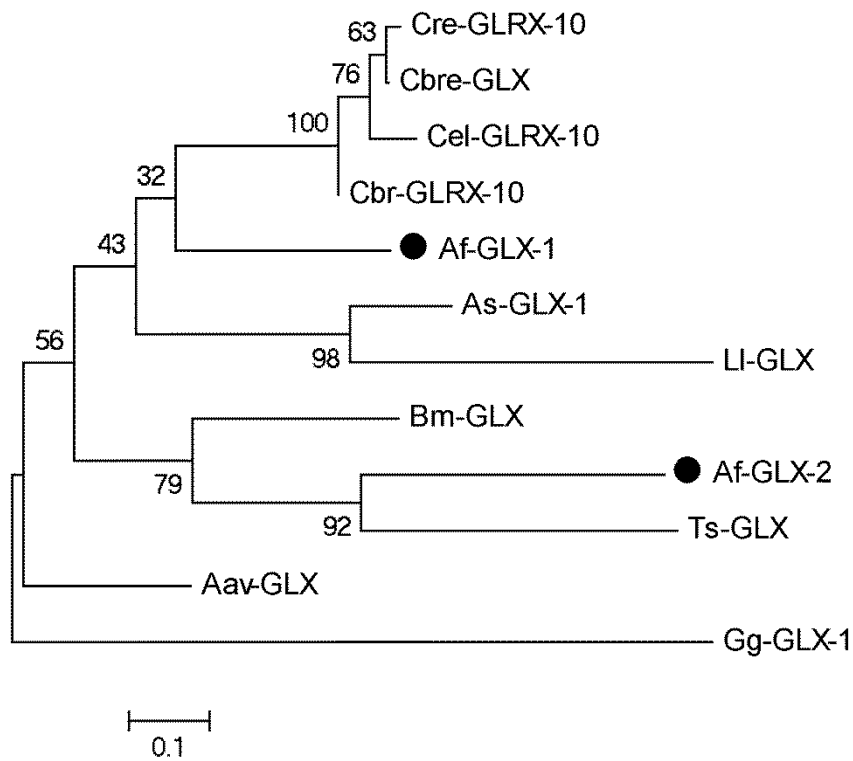 63
Cre-GLRX-10
76
Cbre-GLX
100
Cel-GLRX-10
32
Cbr-GLRX-10
43
Af-GLX-1
As-GLX-1
56
98
Ll-GLX
Bm-GLX
79
Af-GLX-2
92
Ts-GLX
Aav-GLX
Gg-GLX-1
0.1